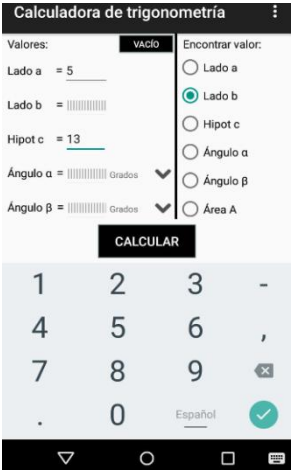 Calculadora de trigonometría
Valores: VACÍO Encontrar valor:
Lado a = 5
Lado a
Lado b =
Lado b
Hipot c = 13
Hipot c
Ángulo α = Grados
Ángulo α
Ángulo β = Grados
Ángulo β
Área A
CALCULAR
1 2 3 -
4 5 6 ,
7 8 9
. 0 Español